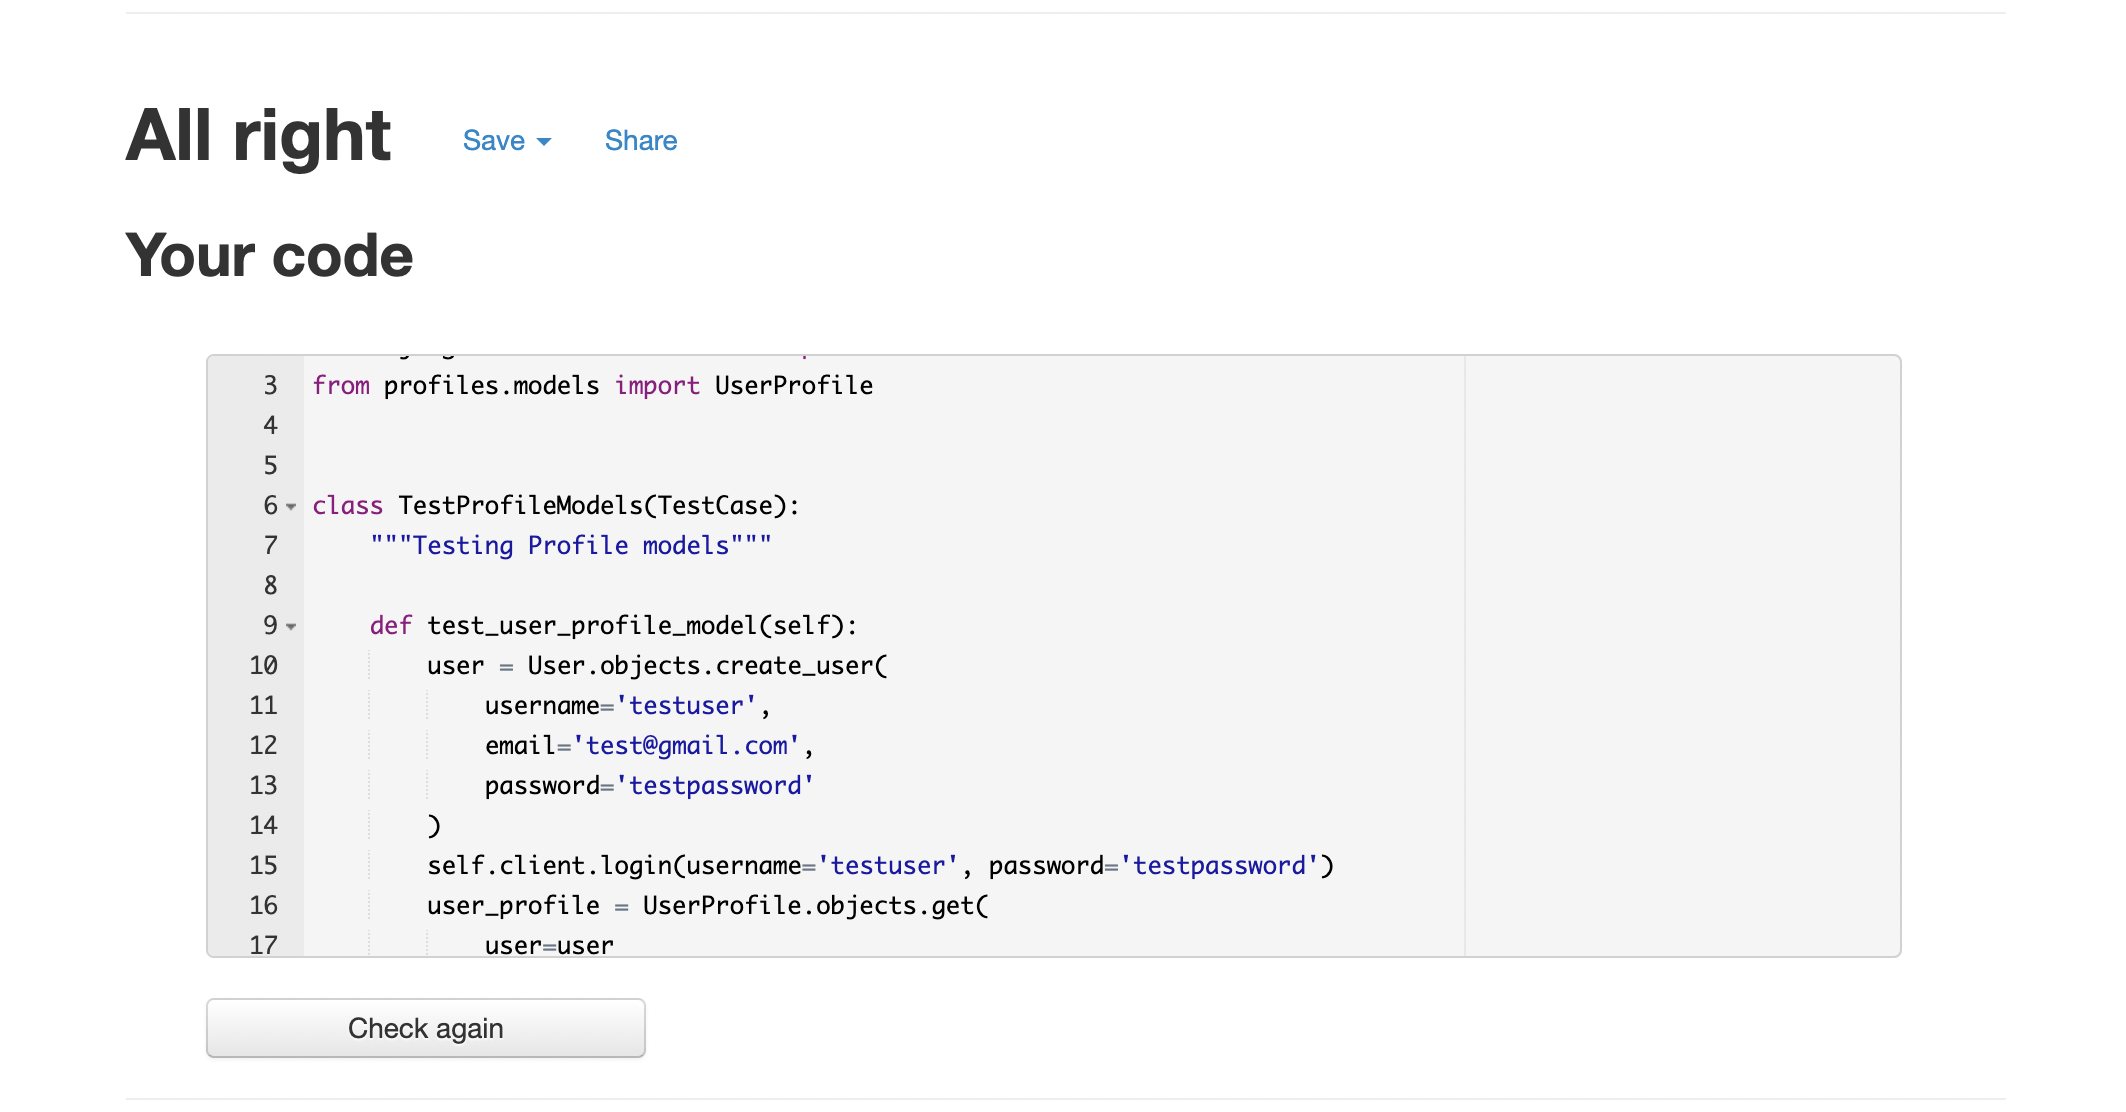 All right
Save
Share
Your code
3 from profiles.models import UserProfile
4
5
6 class TestProfileModels(TestCase):
7 """Testing Profile models"""
8
9 def test_user_profile_model(self):
10 user = User.objects.create_user(
11 username='testuser',
12 email='test@gmail.com',
13 password='testpassword'
14 )
15 self.client.login(username='testuser', password='testpassword')
16 user_profile = UserProfile.objects.get(
17 user=user
Check again